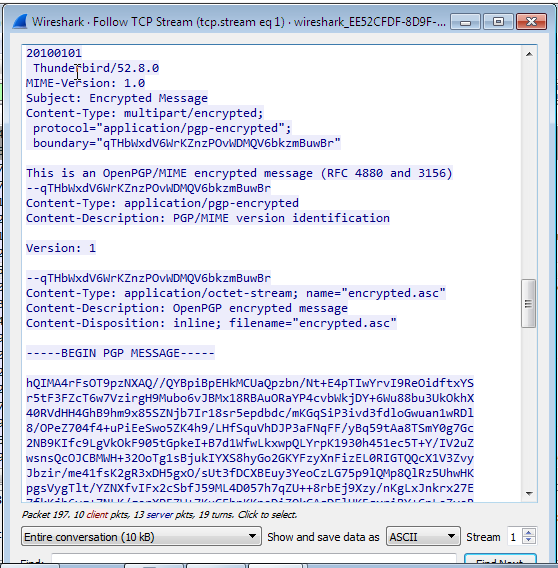 Wireshark · Follow TCP Stream (tcp.stream eq 1) · wireshark_EE52CFDF-8D9F-...
20100101
Thunderbird/52.8.0
MIME-Version: 1.0
Subject: Encrypted Message
Content-Type: multipart/encrypted;
protocol="application/pgp-encrypted";
boundary="qTHbWxdV6WrKZnzPOvWDMQV6bkzmBuwBr"
This is an OpenPGP/MIME encrypted message (RFC 4880 and 3156)
--qTHbWxdV6WrKZnzPOvWDMQV6bkzmBuwBr
Content-Type: application/pgp-encrypted
Content-Description: PGP/MIME version identification
Version: 1
--qTHbWxdV6WrKZnzPOvWDMQV6bkzmBuwBr
Content-Type: application/octet-stream; name="encrypted.asc"
Content-Description: OpenPGP encrypted message
Content-Disposition: inline; filename="encrypted.asc"
-----BEGIN PGP MESSAGE-----
hQIMA4rFsOT9pzNXAQ//QYBpiBpEHkMCUaQpzbn/Nt+E4pTIwYrvI9ReOidftxYS
r5tF3FZcT6w7VzirgH9Mubo6vJBMx18RBAuORaYP4cvbWkjDY+6Wu88bu3UkOkhX
40RVdHH4GhB9hm9x85SZNjb7Ir18sr5epdbdc/mKGqSiP3ivd3fdloGwuan1wRDl
8/OPeZ704f4+uPiEeSwo5ZK4h9/LHfSquVhDJP3aFNqFF/yBq59tAa8TSmY0g7Gc
2NB9KIfc9LgVkOkF905tGpkeI+B7d1WfwLkxwpQLYrpK1930h451ec5T+Y/IV2uZ
wsnsQcOJCBMWH+32OoTg1sBjukIYXS8hyGo2GKYFzyXnFizEL0RIGTQQcX1V3Zvy
Jbzir/me41fsK2gR3xDH5gxO/sUt3fDCXBEuy3YeoCzLG75p9lQMp8QlRz5UhwHK
pgsVygTlt/YZNXfvIFx2cSbfJ59ML4D057h7qZU++8rbEj9Xzy/nKgLxJnkrx27E
Packet 197. 10 client pkts, 13 server pkts, 19 turns. Click to select.
Entire conversation (10 kB) Show and save data as ASCII Stream 1
Find: Find Next